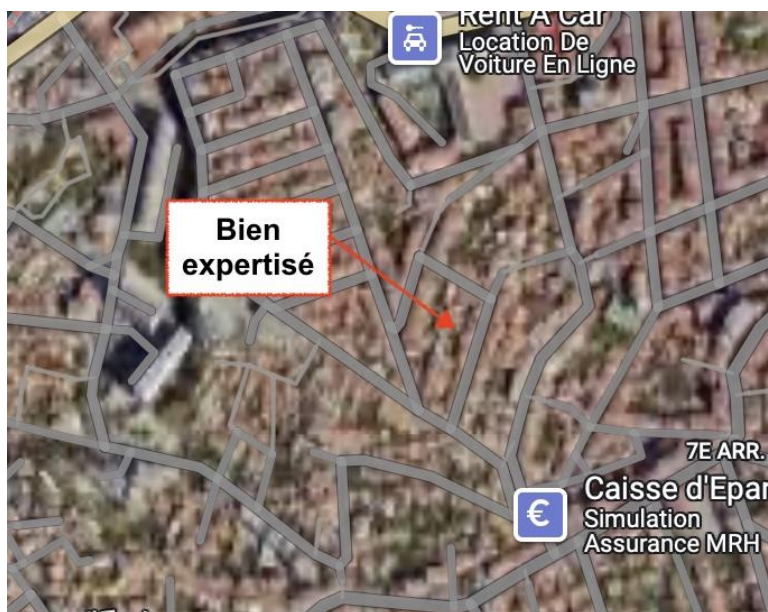 Rent A Car
Location De
Voiture En Ligne
Bien
expertisé
7E ARR.
Caisse d'Epar
€
Simulation
Assurance MRH